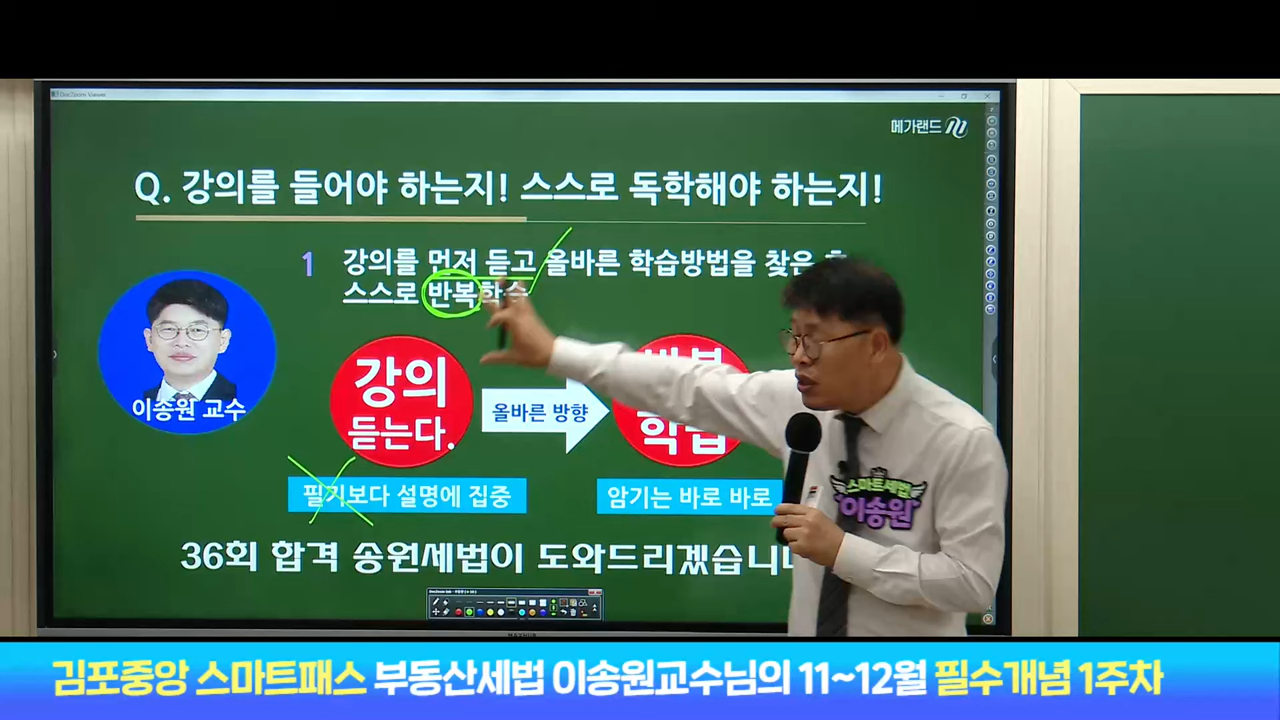 메가랜드
Q. 강의를 들어야 하는지! 스스로 독학해야 하는지!
1 강의를 먼저 듣고 올바른 학습방법을 찾은
스스로 반복학습
이송원 교수
강의
듣는다.
올바른 방향
반복
학습
필기보다 설명에 집중
암기는 바로 바로
36회 합격 송원세법이 도와드리겠습니다
스마트세법
이송원
김포중앙 스마트패스 부동산세법 이송원교수님의 11~12월 필수개념 1주차